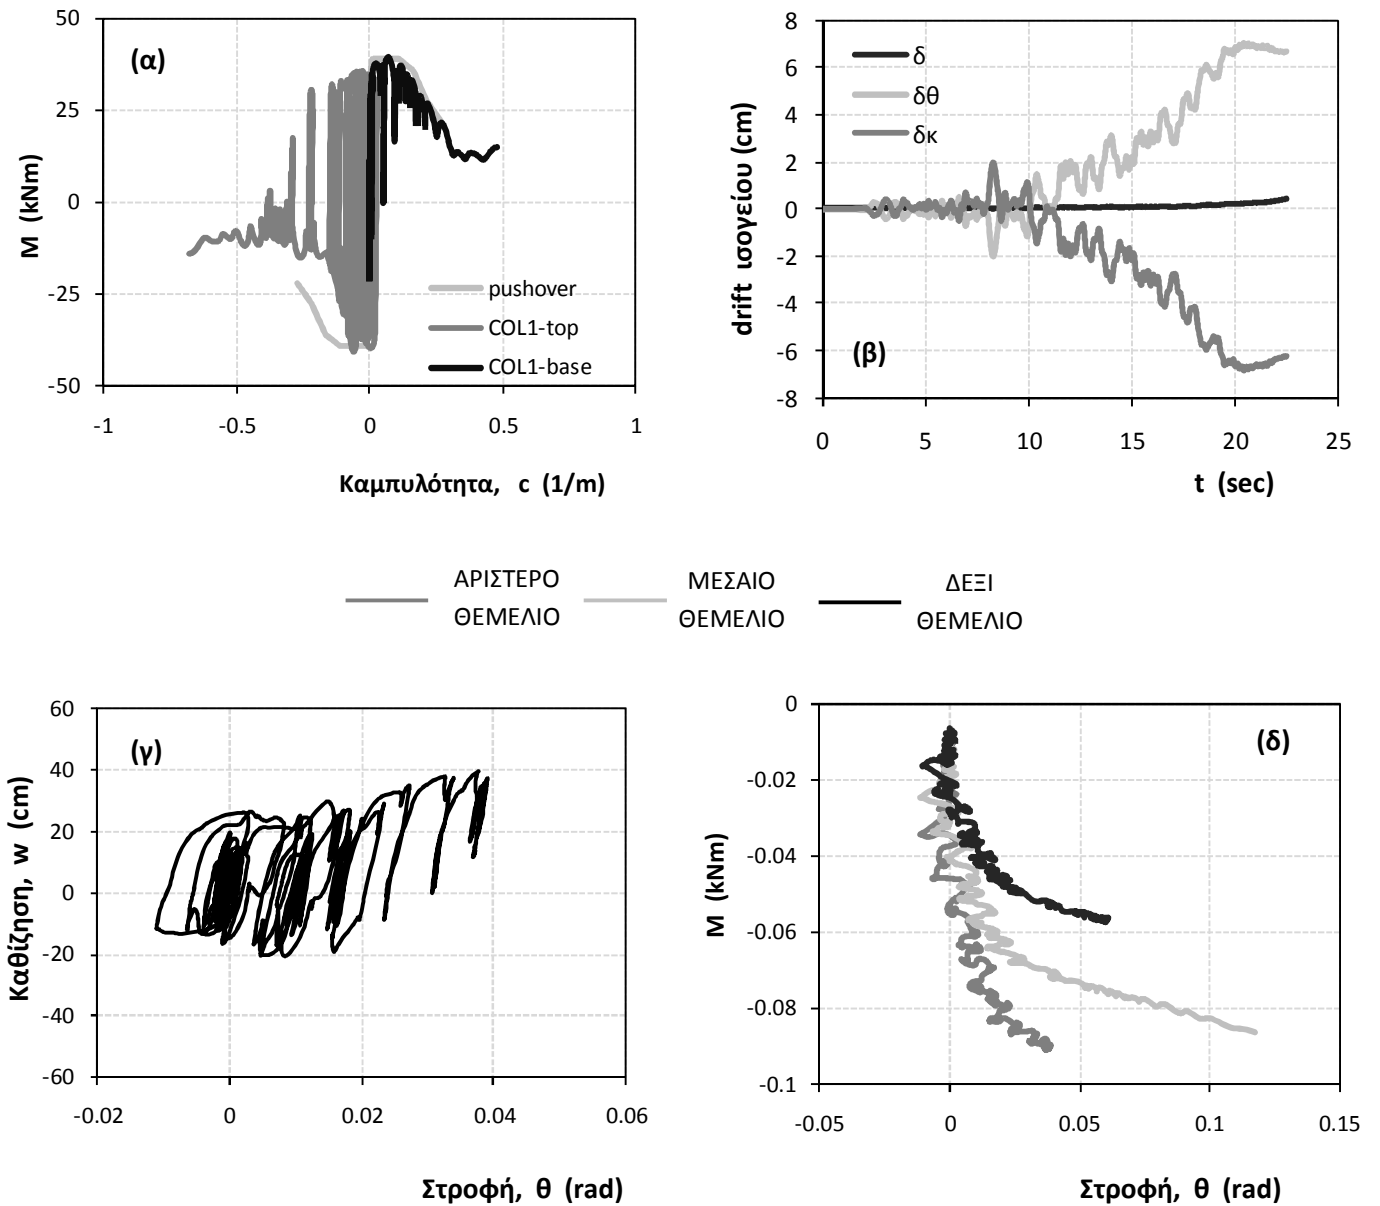 (α)
50
25
0
-25
-50
M (kNm)
pushover
COL1-top
COL1-base
-1
-0.5
0
0.5
1
Καμπυλότητα, c (1/m)
δ
δθ
δκ
8
6
4
2
0
-2
-4
-6
-8
drift ισογείου (cm)
(β)
0
5
10
15
20
25
t (sec)
ΑΡΙΣΤΕΡΟ ΘΕΜΕΛΙΟ
ΜΕΣΑΙΟ ΘΕΜΕΛΙΟ
ΔΕΞΙ ΘΕΜΕΛΙΟ
(γ)
60
40
20
0
-20
-40
-60
Καθίζηση, w (cm)
-0.02
0
0.02
0.04
0.06
Στροφή, θ (rad)
(δ)
0
-0.02
-0.04
-0.06
-0.08
-0.1
M (kNm)
-0.05
0
0.05
0.1
0.15
Στροφή, θ (rad)